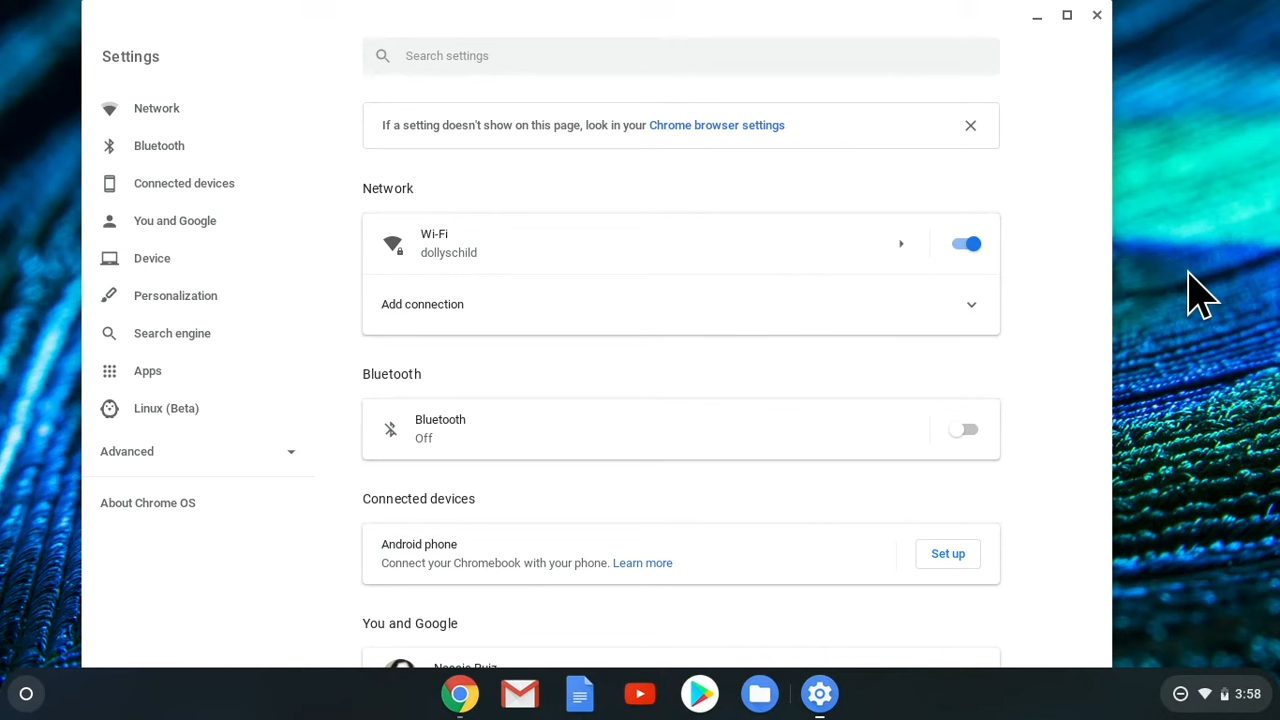 Settings
Search settings
Network
Bluetooth
Connected devices
You and Google
Device
Personalization
Search engine
Apps
Linux (Beta)
Advanced
About Chrome OS
If a setting doesn't show on this page, look in your Chrome browser settings
Network
Wi-Fi
dollyschild
Add connection
Bluetooth
Bluetooth
Off
Connected devices
Android phone
Connect your Chromebook with your phone. Learn more
Set up
You and Google
3:58